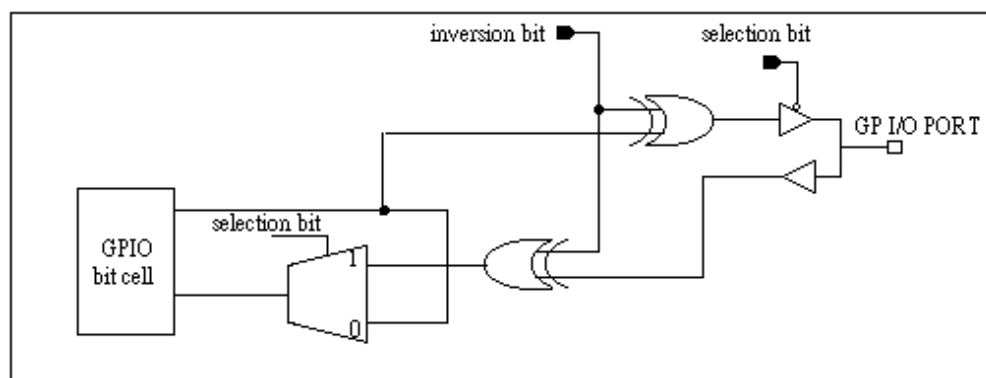 inversion bit
selection bit
GP I/O PORT
selection bit
GPIO
bit cell
1
0